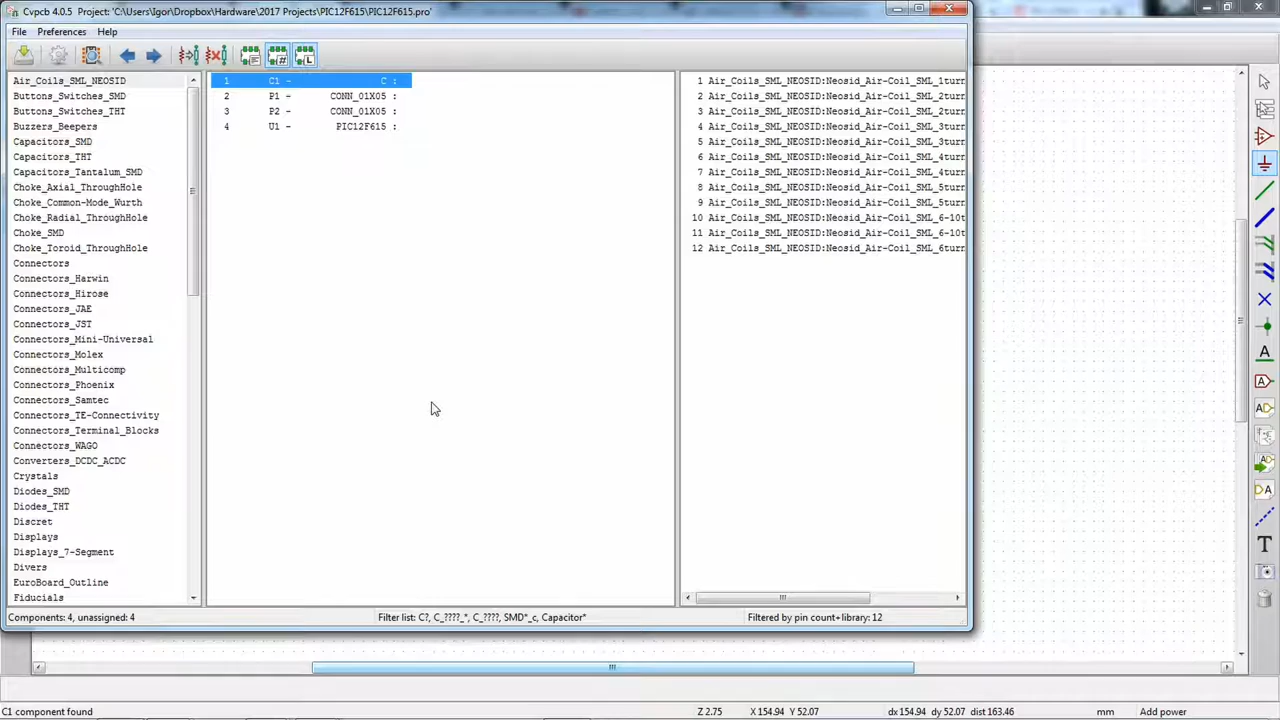 Cvpcb 4.0.5  Project: 'C:\Users\Igor\Dropbox\Hardware\2017 Projects\PIC12F615\PIC12F615.pro'
File Preferences Help
Air_Coils_SML_NEOSID
Buttons_Switches_SMD
Buttons_Switches_THT
Buzzers_Beepers
Capacitors_SMD
Capacitors_THT
Capacitors_Tantalum_SMD
Choke_Axial_ThroughHole
Choke_Common-Mode_Wurth
Choke_Radial_ThroughHole
Choke_SMD
Choke_Toroid_ThroughHole
Connectors
Connectors_Harwin
Connectors_Hirose
Connectors_JAE
Connectors_JST
Connectors_Mini-Universal
Connectors_Molex
Connectors_Multicomp
Connectors_Phoenix
Connectors_Samtec
Connectors_TE-Connectivity
Connectors_Terminal_Blocks
Connectors_WAGO
Converters_DCDC_ACDC
Crystals
Diodes_SMD
Diodes_THT
Discret
Displays
Displays_7-Segment
Divers
EuroBoard_Outline
Fiducials
1 C1 - C :
2 P1 - CONN_01X05 :
3 P2 - CONN_01X05 :
4 U1 - PIC12F615 :
1 Air_Coils_SML_NEOSID:Neosid_Air-Coil_SML_1turn
2 Air_Coils_SML_NEOSID:Neosid_Air-Coil_SML_2turn
3 Air_Coils_SML_NEOSID:Neosid_Air-Coil_SML_2turn
4 Air_Coils_SML_NEOSID:Neosid_Air-Coil_SML_3turn
5 Air_Coils_SML_NEOSID:Neosid_Air-Coil_SML_3turn
6 Air_Coils_SML_NEOSID:Neosid_Air-Coil_SML_4turn
7 Air_Coils_SML_NEOSID:Neosid_Air-Coil_SML_4turn
8 Air_Coils_SML_NEOSID:Neosid_Air-Coil_SML_5turn
9 Air_Coils_SML_NEOSID:Neosid_Air-Coil_SML_5turn
10 Air_Coils_SML_NEOSID:Neosid_Air-Coil_SML_6-10t
11 Air_Coils_SML_NEOSID:Neosid_Air-Coil_SML_6-10t
12 Air_Coils_SML_NEOSID:Neosid_Air-Coil_SML_6turn
Components: 4, unassigned: 4
Filter list: C?, C_????_*, C_????, SMD*_c, Capacitor*
Filtered by pin count+library: 12
C1 component found
Z 2.75
X 154.94 Y 52.07
dx 154.94 dy 52.07 dist 163.46
mm
Add power